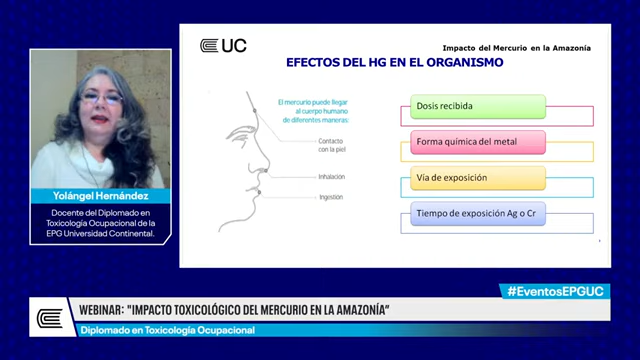 UC
Impacto del Mercurio en la Amazonía
EFECTOS DEL HG EN EL ORGANISMO
El mercurio puede llegar
al cuerpo humano
de diferentes maneras:
Contacto
con la piel
Inhalación
Ingestión
Dosis recibida
Forma química del metal
Vía de exposición
Tiempo de exposición Ag o Cr
Yolángel Hernández
Docente del Diplomado en
Toxicología Ocupacional de la
EPG Universidad Continental.
#EventosEPGUC
WEBINAR: "IMPACTO TOXICOLÓGICO DEL MERCURIO EN LA AMAZONÍA"
Diplomado en Toxicología Ocupacional